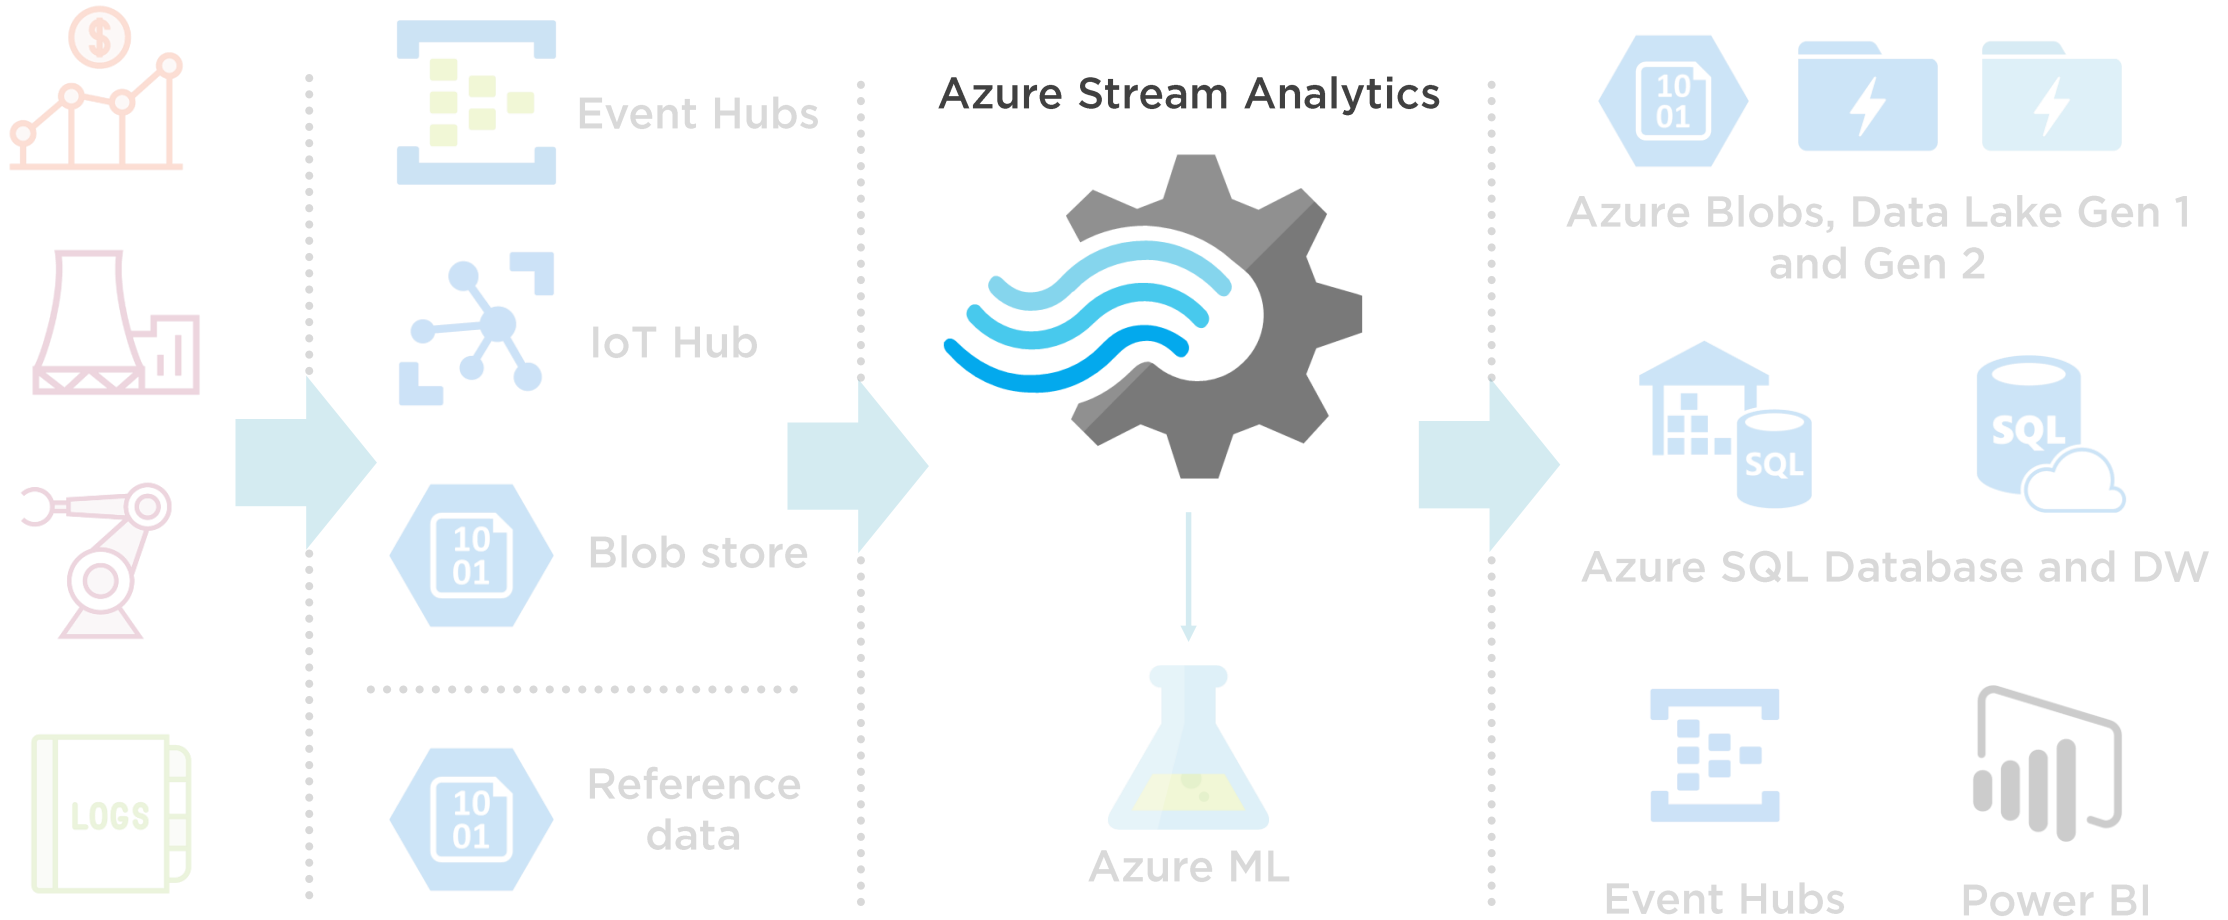 $
LOGS
Event Hubs
IoT Hub
10
01
Blob store
10
01
Reference
data
Azure Stream Analytics
Azure ML
10
01
Azure Blobs, Data Lake Gen 1
and Gen 2
SQL
SQL
Azure SQL Database and DW
Event Hubs
Power BI